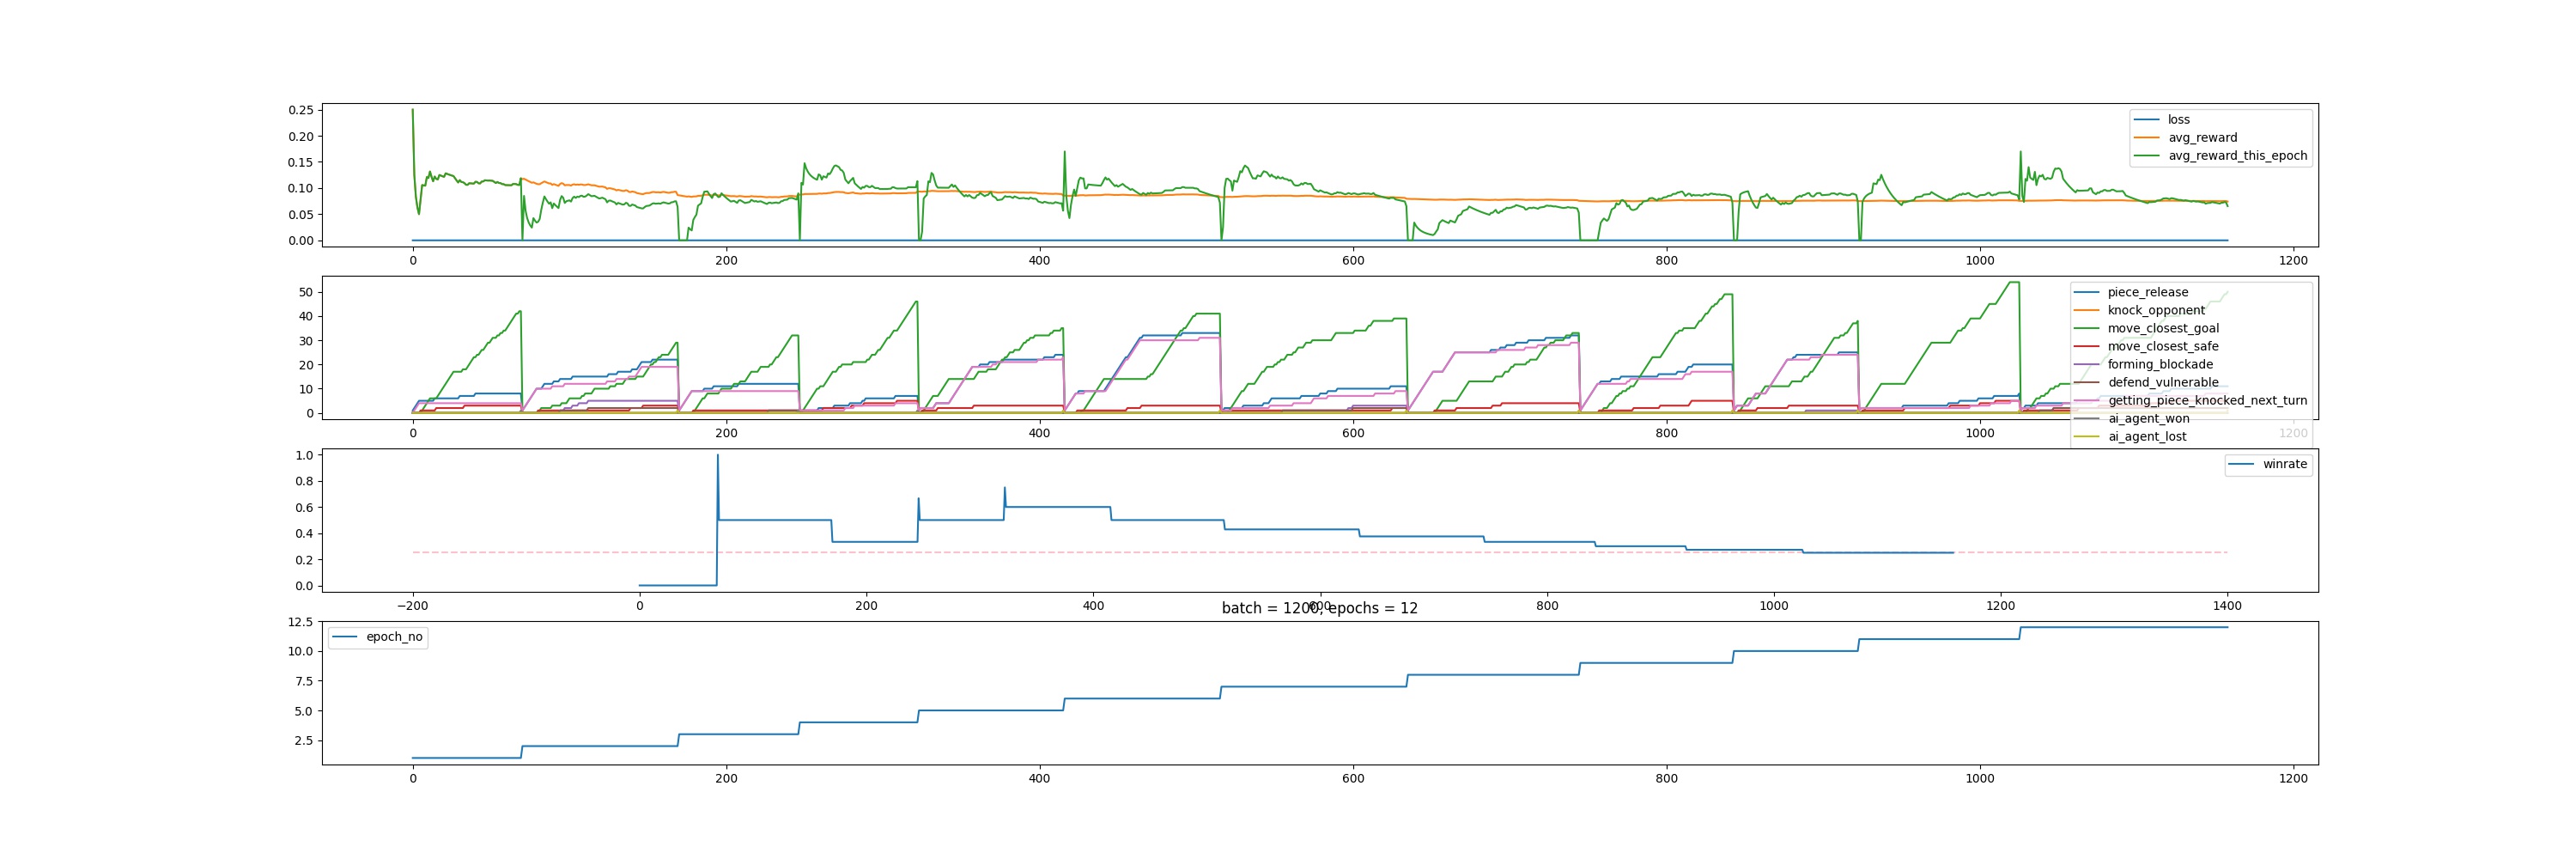 0.25
0.20
0.15
0.10
0.05
0.00
loss
avg_reward
avg_reward_this_epoch
0 200 400 600 800 1000 1200
50
40
30
20
10
0
piece_release
knock_opponent
move_closest_goal
move_closest_safe
forming_blockade
defend_vulnerable
getting_piece_knocked_next_turn
ai_agent_won
ai_agent_lost
0 200 400 600 800 1000 1200
1.0
0.8
0.6
0.4
0.2
0.0
winrate
−200 0 200 400 600 800 1000 1200 1400
batch = 1200, epochs = 12
12.5
10.0
7.5
5.0
2.5
epoch_no
0 200 400 600 800 1000 1200